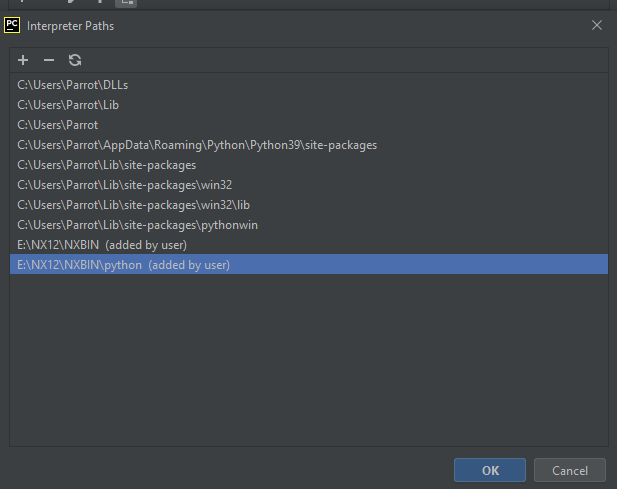 PC
Interpreter Paths
C:\Users\Parrot\DLLs
C:\Users\Parrot\Lib
C:\Users\Parrot
C:\Users\Parrot\AppData\Roaming\Python\Python39\site-packages
C:\Users\Parrot\Lib\site-packages
C:\Users\Parrot\Lib\site-packages\win32
C:\Users\Parrot\Lib\site-packages\win32\lib
C:\Users\Parrot\Lib\site-packages\pythonwin
E:\NX12\NXBIN (added by user)
E:\NX12\NXBIN\python (added by user)
OK
Cancel